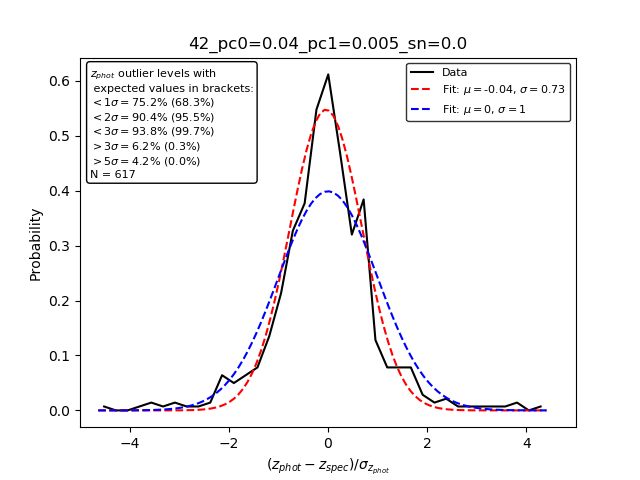 42_pc0=0.04_pc1=0.005_sn=0.0
z_phot outlier levels with
expected values in brackets:
<1σ=75.2% (68.3%)
<2σ=90.4% (95.5%)
<3σ=93.8% (99.7%)
>3σ=6.2% (0.3%)
>5σ=4.2% (0.0%)
N = 617
Data
Fit: μ=-0.04, σ=0.73
Fit: μ=0, σ=1
Probability
0.6
0.5
0.4
0.3
0.2
0.1
0.0
−4
−2
0
2
4
(z_phot − z_spec)/σ_z_phot